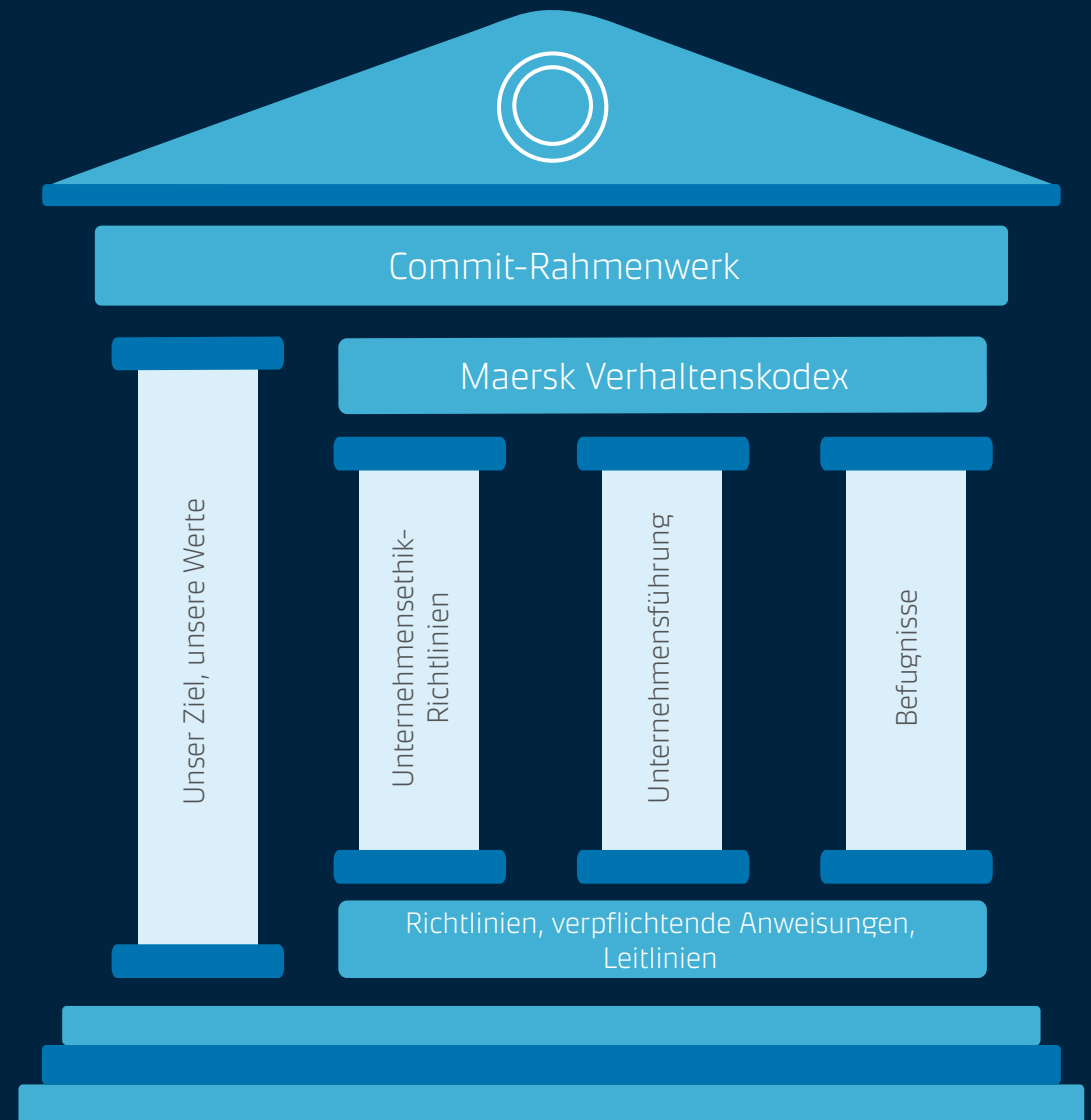 Commit-Rahmenwerk
Maersk Verhaltenskodex
Unser Ziel, unsere Werte
Unternehmensethik-
Richtlinien
Unternehmensführung
Befugnisse
Richtlinien, verpflichtende Anweisungen,
Leitlinien